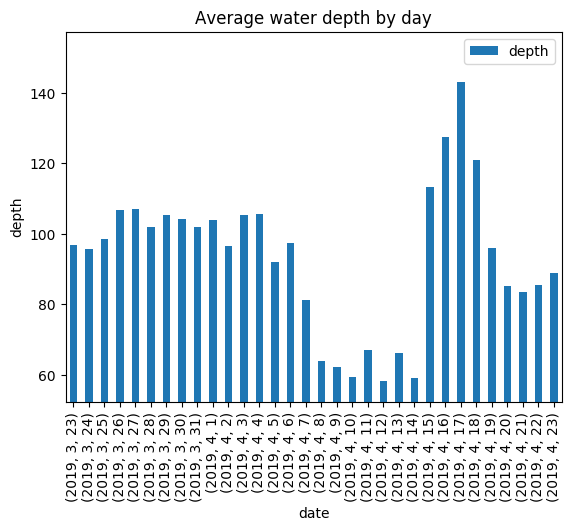 Average water depth by day
depth
140
120
100
80
60
depth
(2019, 3, 23)
(2019, 3, 24)
(2019, 3, 25)
(2019, 3, 26)
(2019, 3, 27)
(2019, 3, 28)
(2019, 3, 29)
(2019, 3, 30)
(2019, 3, 31)
(2019, 4, 1)
(2019, 4, 2)
(2019, 4, 3)
(2019, 4, 4)
(2019, 4, 5)
(2019, 4, 6)
(2019, 4, 7)
(2019, 4, 8)
(2019, 4, 9)
(2019, 4, 10)
(2019, 4, 11)
(2019, 4, 12)
(2019, 4, 13)
(2019, 4, 14)
(2019, 4, 15)
(2019, 4, 16)
(2019, 4, 17)
(2019, 4, 18)
(2019, 4, 19)
(2019, 4, 20)
(2019, 4, 21)
(2019, 4, 22)
(2019, 4, 23)
date